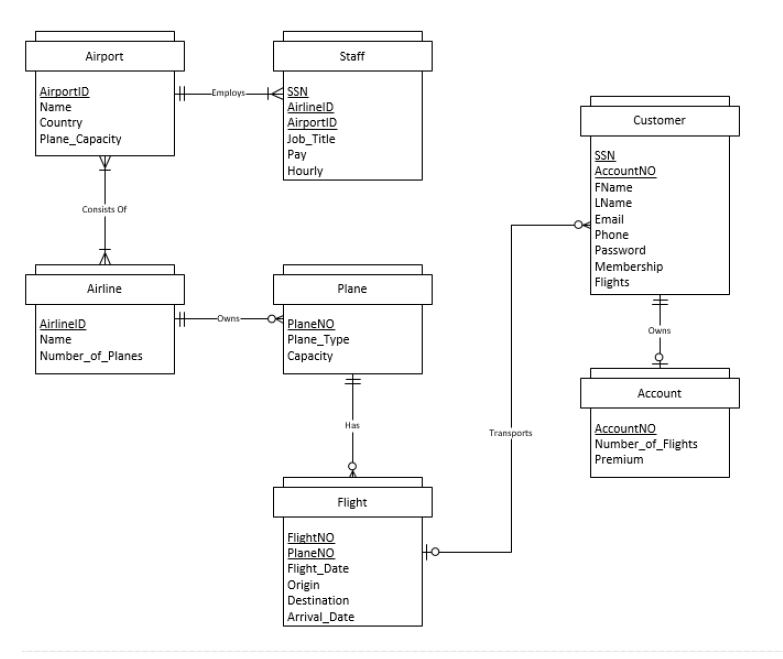 Airport
AirportID
Name
Country
Plane_Capacity
Employs
Staff
SSN
AirlineID
AirportID
Job_Title
Pay
Hourly
Customer
SSN
AccountNO
FName
LName
Email
Phone
Password
Membership
Flights
Consists Of
Airline
AirlineID
Name
Number_of_Planes
Owns
Plane
PlaneNO
Plane_Type
Capacity
Owns
Account
AccountNO
Number_of_Flights
Premium
Has
Transports
Flight
FlightNO
PlaneNO
Flight_Date
Origin
Destination
Arrival_Date